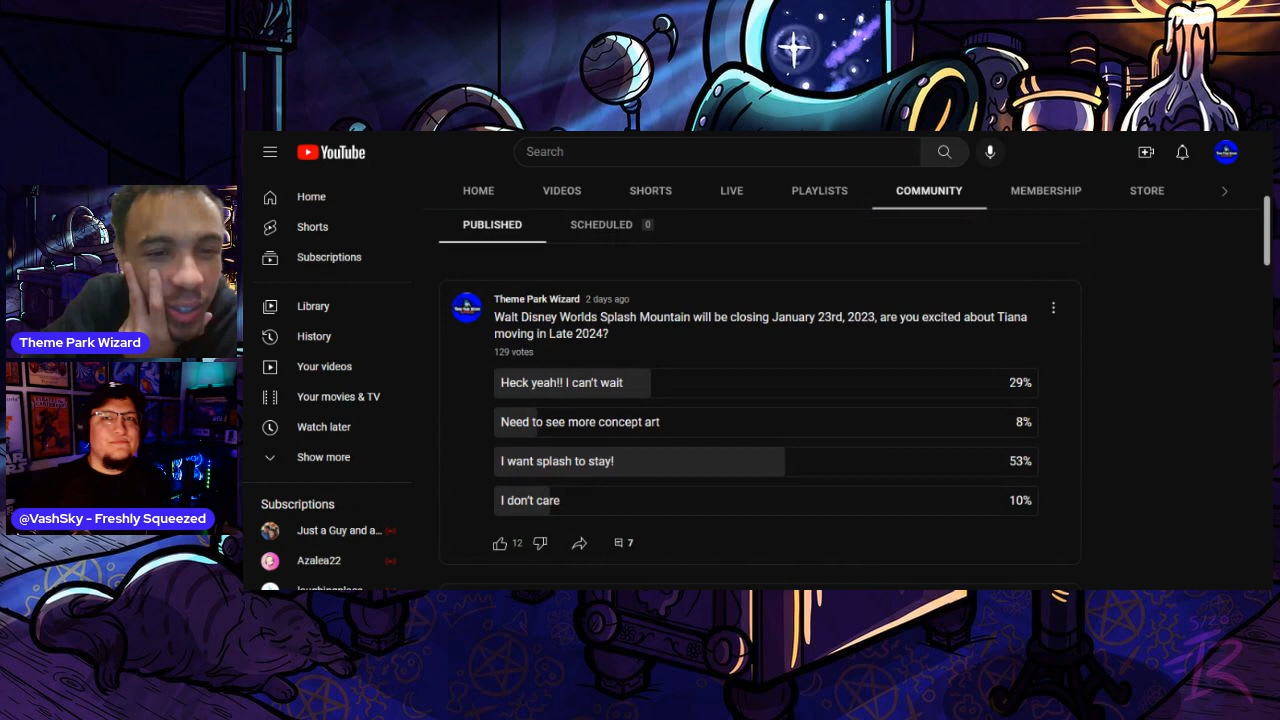 YouTube
Search
Home
Shorts
Subscriptions
Library
History
Your videos
Your movies & TV
Watch later
Show more
Subscriptions
Just a Guy and a...
Azalea22
HOME VIDEOS SHORTS LIVE PLAYLISTS COMMUNITY MEMBERSHIP STORE
PUBLISHED SCHEDULED 0
Theme Park Wizard 2 days ago
Walt Disney Worlds Splash Mountain will be closing January 23rd, 2023, are you excited about Tiana
moving in Late 2024?
129 votes
Heck yeah!! I can't wait 29%
Need to see more concept art 8%
I want splash to stay! 53%
I don't care 10%
12 7
Theme Park Wizard
@VashSky - Freshly Squeezed